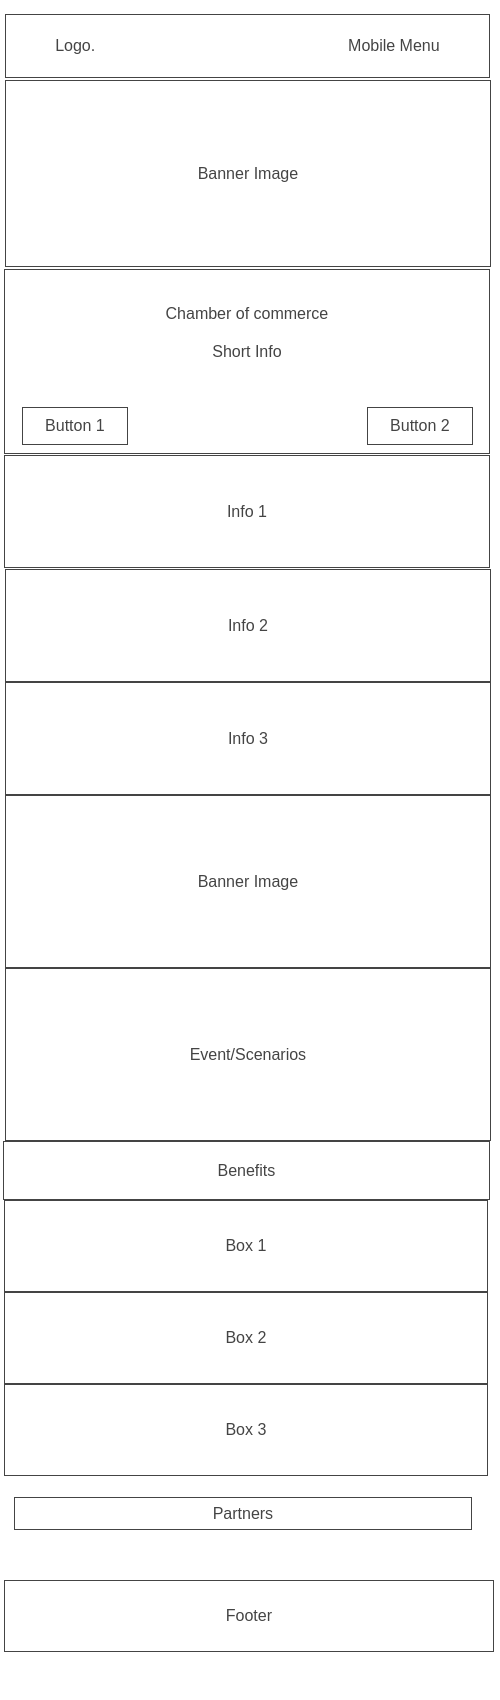 Logo.
Mobile Menu
Banner Image
Chamber of commerce
Short Info
Button 1
Button 2
Info 1
Info 2
Info 3
Banner Image
Event/Scenarios
Benefits
Box 1
Box 2
Box 3
Partners
Footer